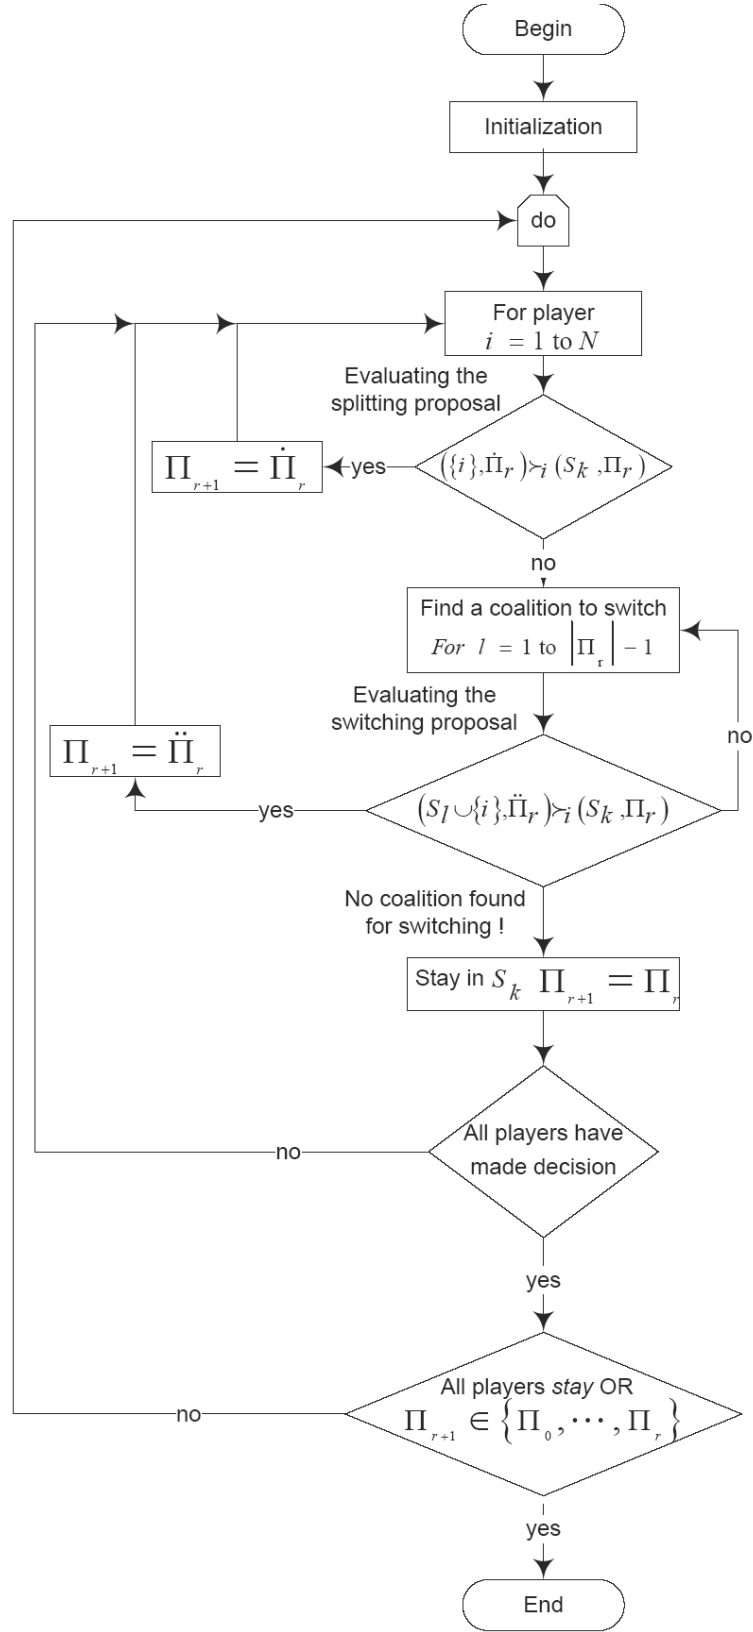 Begin
Initialization
do
For player
i = 1 to N
Evaluating the
splitting proposal
({i},Π̇_r)≻_i(S_k,Π_r)
yes
Π_{r+1} = Π̇_r
no
Find a coalition to switch
For l = 1 to |Π_r| − 1
Evaluating the
switching proposal
no
Π_{r+1} = Π̈_r
(S_l∪{i},Π̈_r)≻_i(S_k,Π_r)
yes
No coalition found
for switching !
Stay in S_k Π_{r+1} = Π_r
All players have
made decision
no
yes
All players stay OR
Π_{r+1} ∈ {Π_0,⋯,Π_r}
no
yes
End